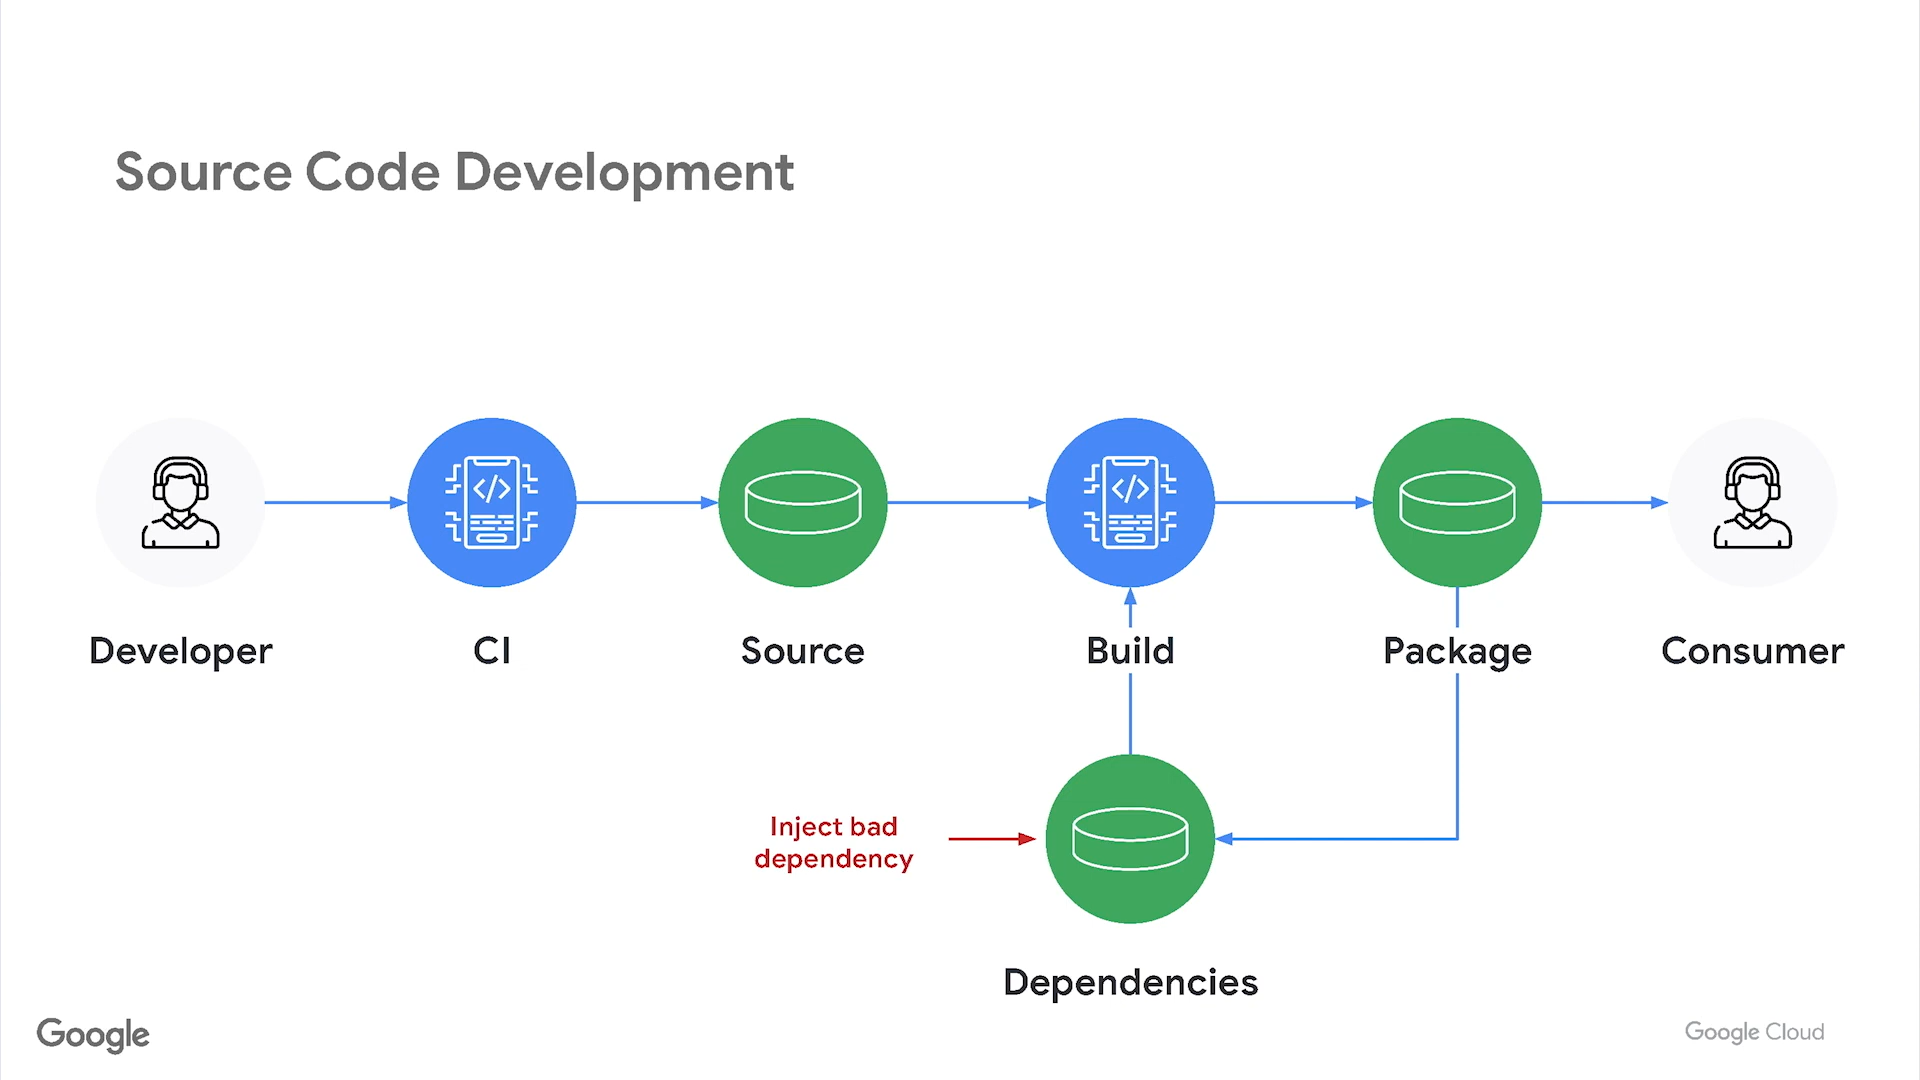 Source Code Development
Developer
CI
Source
Build
Package
Consumer
Inject bad
dependency
Dependencies
Google
Google Cloud